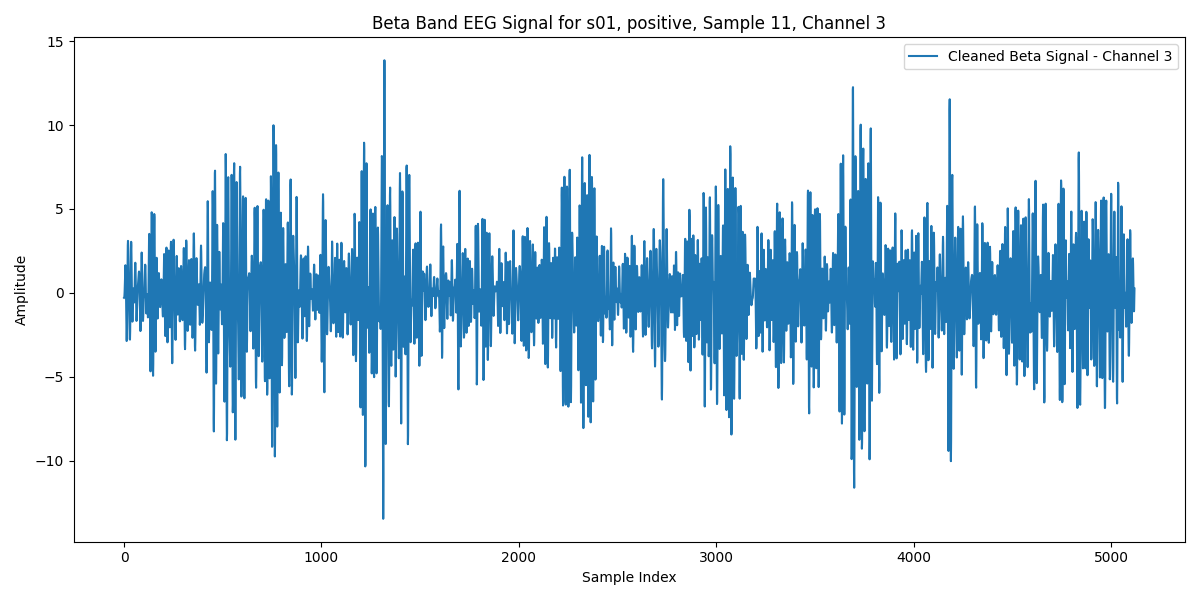 Beta Band EEG Signal for s01, positive, Sample 11, Channel 3
Cleaned Beta Signal - Channel 3
15
10
5
0
−5
−10
Amplitude
0 1000 2000 3000 4000 5000
Sample Index